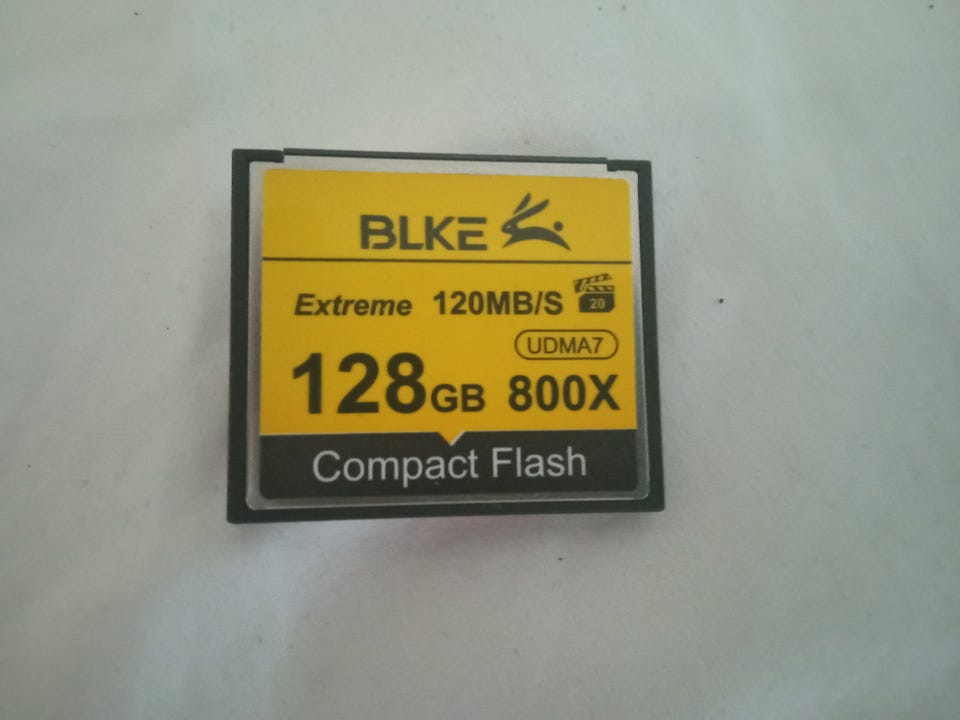 BLKE
Extreme 120MB/S 20
UDMA7
128GB 800X
Compact Flash